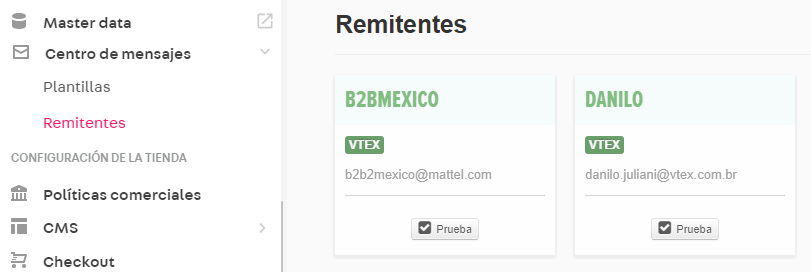 Master data
Centro de mensajes
Plantillas
Remitentes
CONFIGURACIÓN DE LA TIENDA
Políticas comerciales
CMS
Checkout
Remitentes
B2BMEXICO
VTEX
b2b2mexico@mattel.com
Prueba
DANILO
VTEX
danilo.juliani@vtex.com.br
Prueba